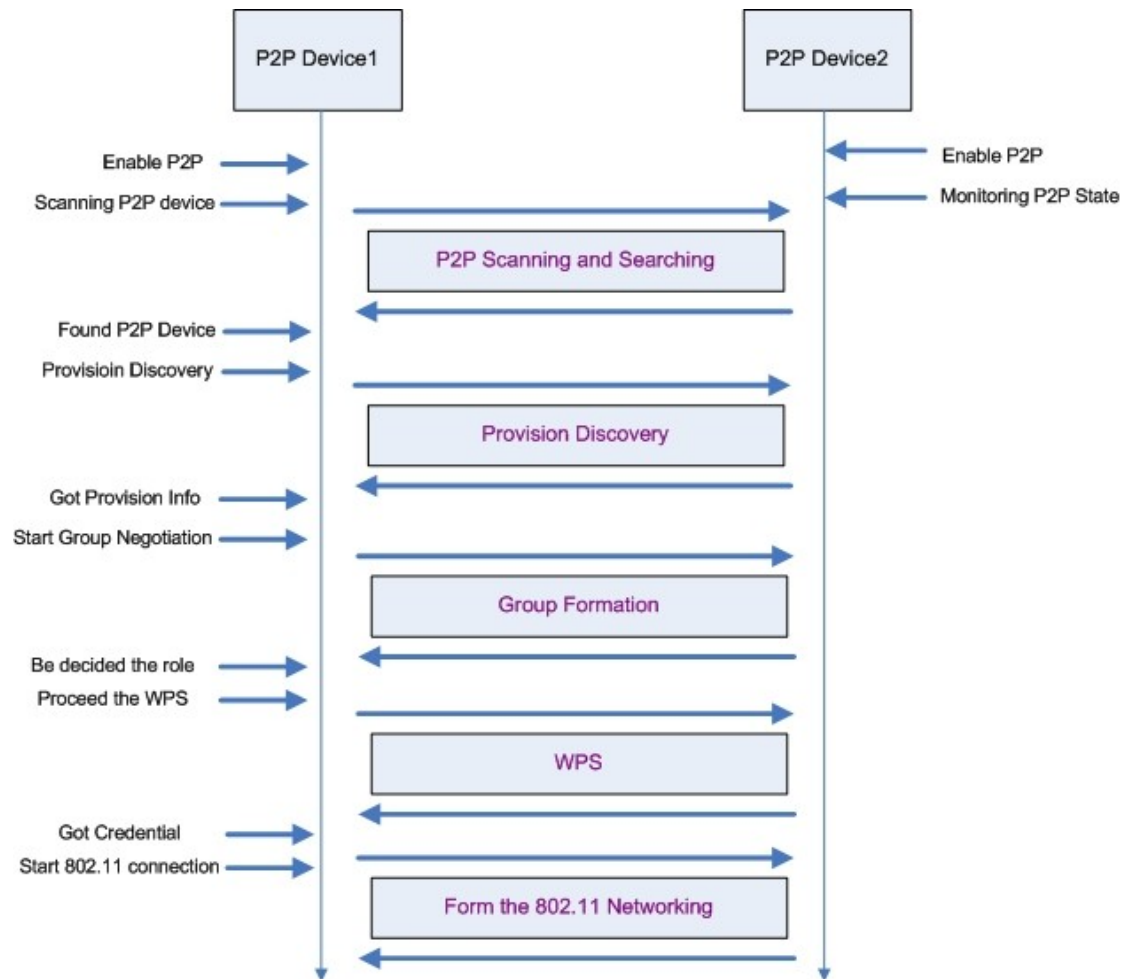 P2P Device1
P2P Device2
Enable P2P
Enable P2P
Scanning P2P device
Monitoring P2P State
P2P Scanning and Searching
Found P2P Device
Provisioin Discovery
Provision Discovery
Got Provision Info
Start Group Negotiation
Group Formation
Be decided the role
Proceed the WPS
WPS
Got Credential
Start 802.11 connection
Form the 802.11 Networking